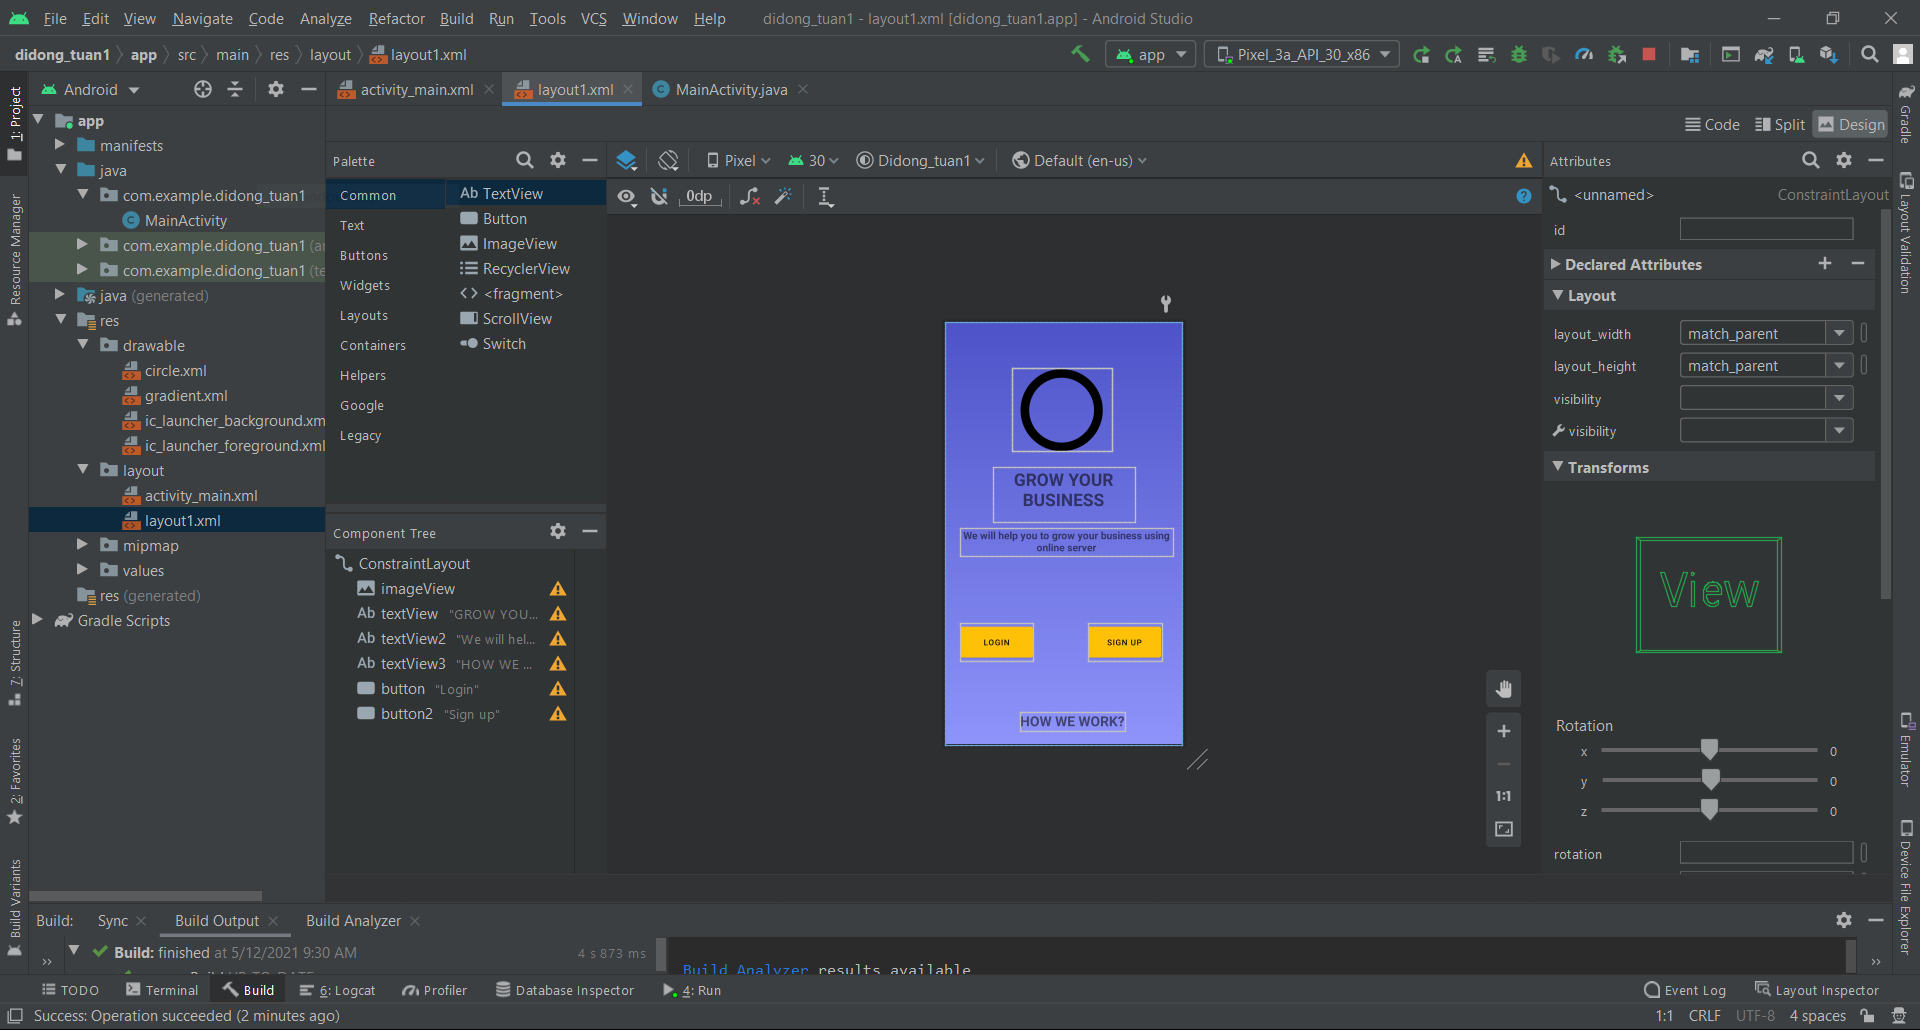 File Edit View Navigate Code Analyze Refactor Build Run Tools VCS Window Help didong_tuan1 - layout1.xml [didong_tuan1.app] - Android Studio
didong_tuan1 app src main res layout layout1.xml app Pixel_3a_API_30_x86
1: Project
Resource Manager
7: Structure
2: Favorites
Build Variants
Android
app
manifests
java
com.example.didong_tuan1
MainActivity
com.example.didong_tuan1 (a
com.example.didong_tuan1 (te
java (generated)
res
drawable
circle.xml
gradient.xml
ic_launcher_background.xm
ic_launcher_foreground.xml
layout
activity_main.xml
layout1.xml
mipmap
values
res (generated)
Gradle Scripts
activity_main.xml layout1.xml MainActivity.java
Code Split Design
Palette
Common
Text
Buttons
Widgets
Layouts
Containers
Helpers
Google
Legacy
Ab TextView
Button
ImageView
RecyclerView
<> <fragment>
ScrollView
Switch
Component Tree
ConstraintLayout
imageView
Ab textView "GROW YOU...
Ab textView2 "We will hel...
Ab textView3 "HOW WE ...
button "Login"
button2 "Sign up"
Pixel 30 Didong_tuan1 Default (en-us)
0dp ?
GROW YOUR
BUSINESS
We will help you to grow your business using
online server
LOGIN SIGN UP
HOW WE WORK?
1:1
Attributes
<unnamed> ConstraintLayout
id
Declared Attributes
Layout
layout_width match_parent
layout_height match_parent
visibility
visibility
Transforms
View
Rotation
x 0
y 0
z 0
rotation
Gradle
Layout Validation
Emulator
Device File Explorer
Build: Sync Build Output Build Analyzer
Build: finished at 5/12/2021 9:30 AM 4 s 873 ms
Build Analyzer results available
TODO Terminal Build 6: Logcat Profiler Database Inspector 4: Run Event Log Layout Inspector
Success: Operation succeeded (2 minutes ago) 1:1 CRLF UTF-8 4 spaces